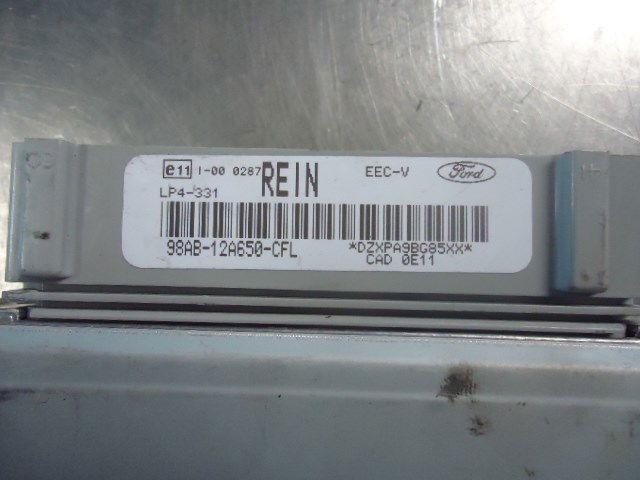 e11 I-00 0287 REIN EEC-V Ford
LP4-331
98AB-12A650-CFL *DZXPA9BG85XX*
CAD 0E11